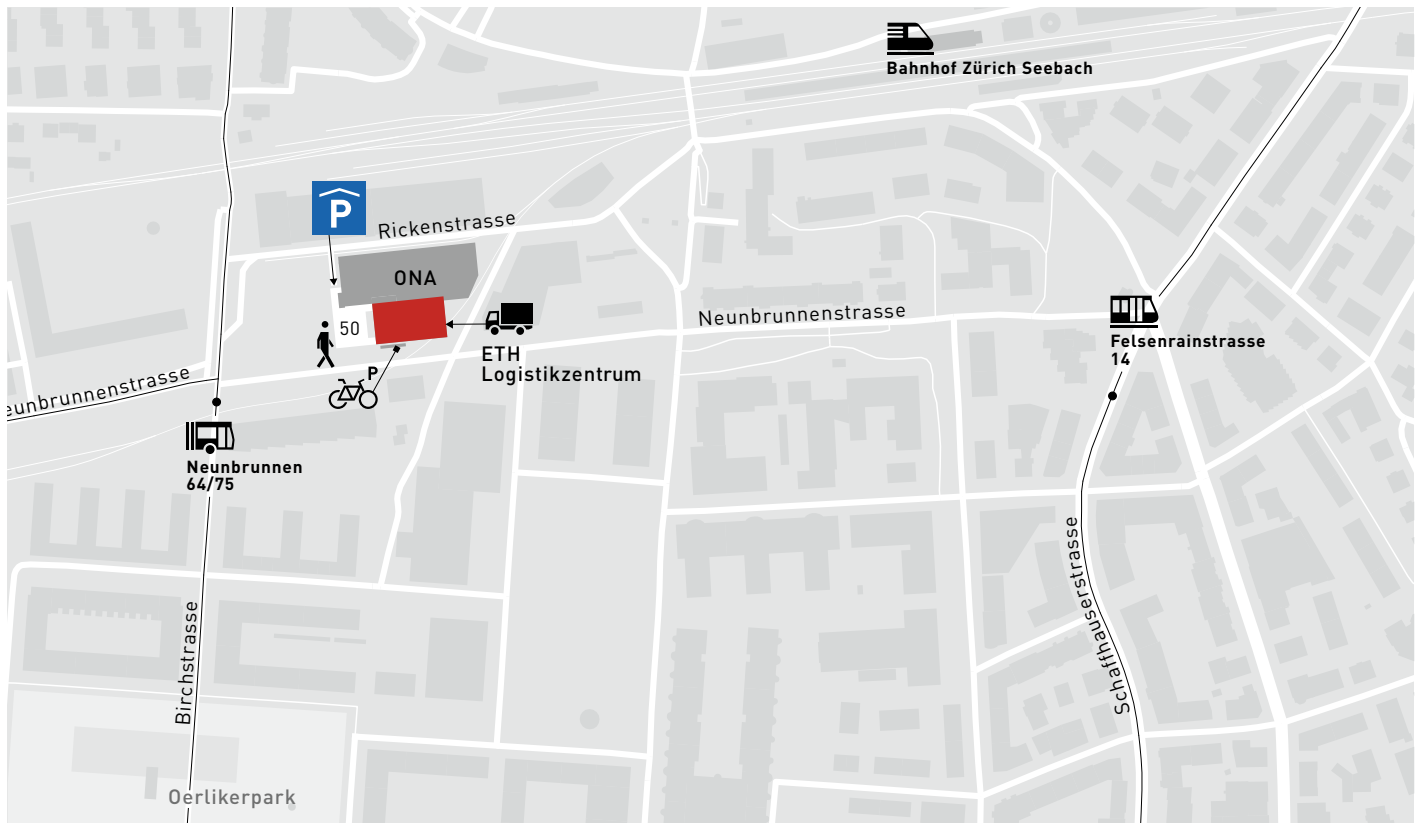 Bahnhof Zürich Seebach
P
Rickenstrasse
ONA
50
Neunbrunnenstrasse
ETH
Logistikzentrum
Felsenrainstrasse
14
P
eunbrunnenstrasse
Neunbrunnen
64/75
Schaffhauserstrasse
Birchstrasse
Oerlikerpark